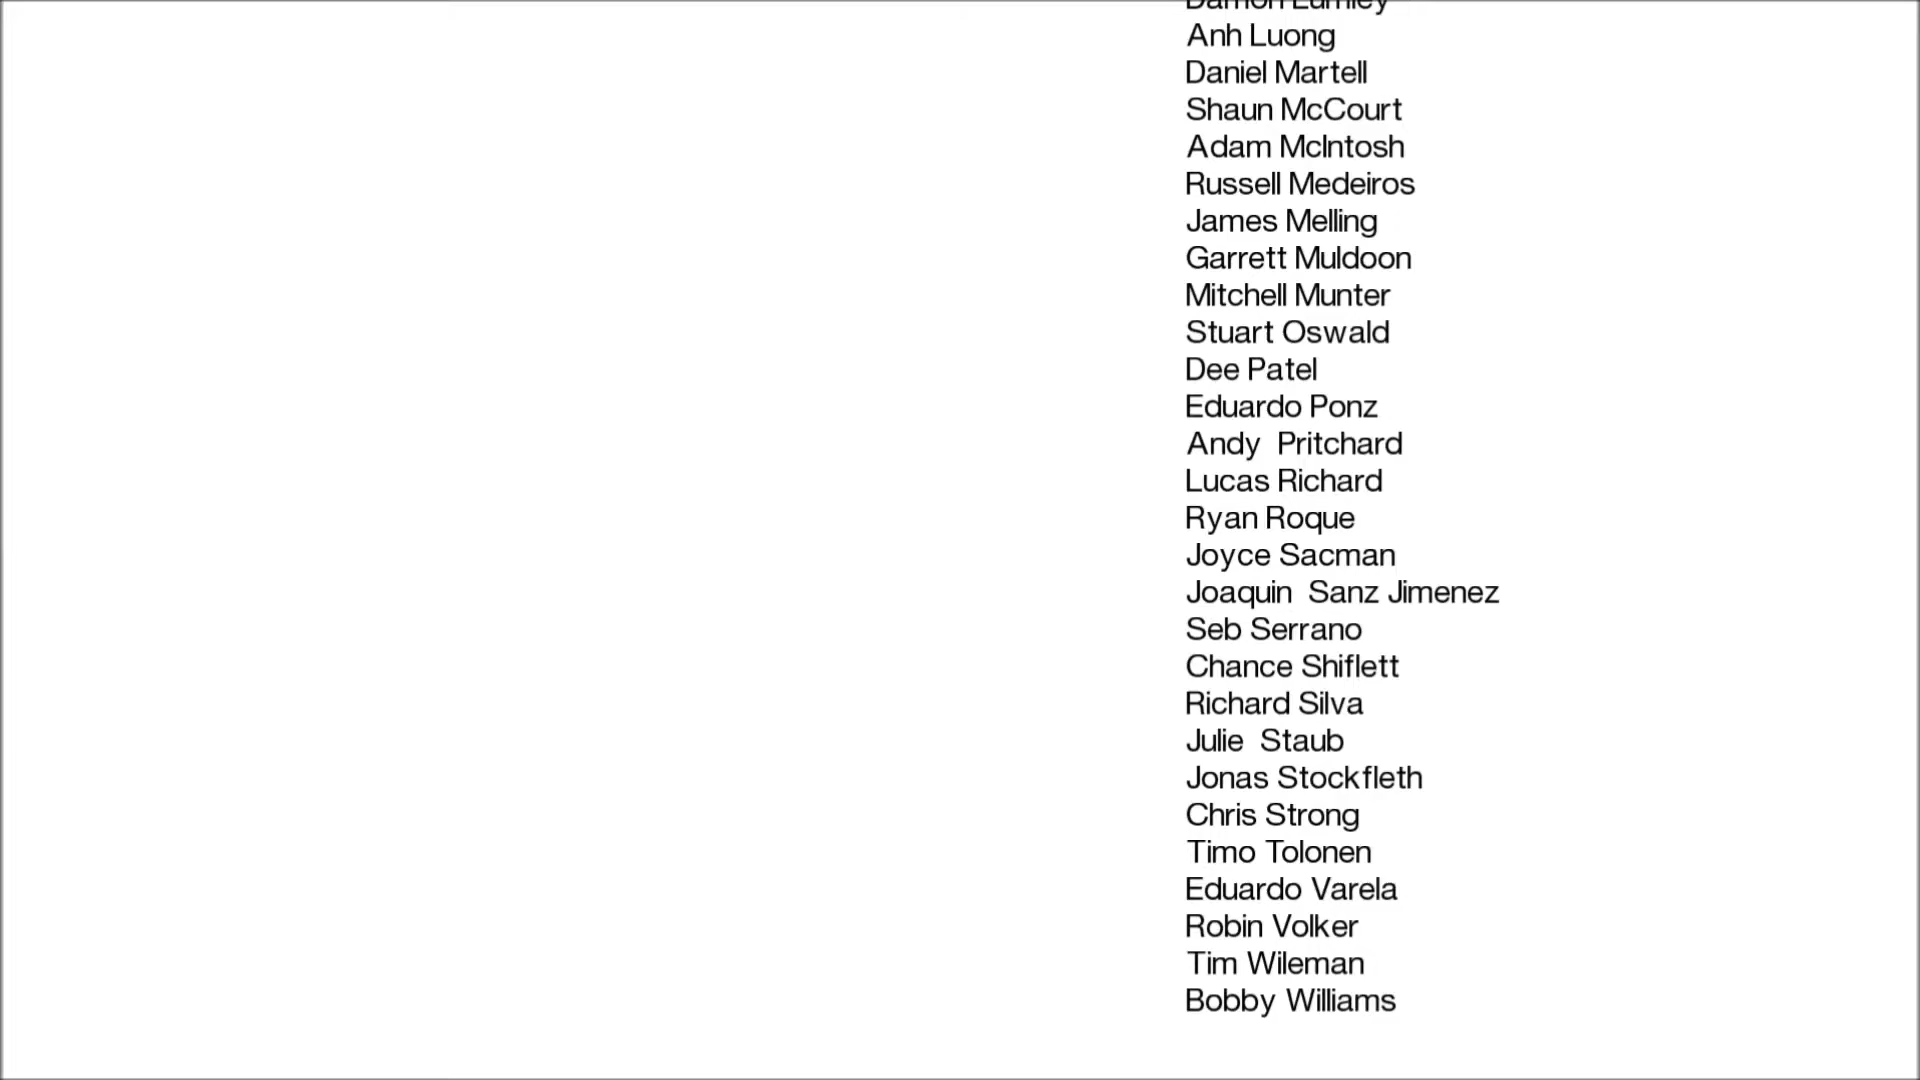 Damon Lumley
Anh Luong
Daniel Martell
Shaun McCourt
Adam McIntosh
Russell Medeiros
James Melling
Garrett Muldoon
Mitchell Munter
Stuart Oswald
Dee Patel
Eduardo Ponz
Andy  Pritchard
Lucas Richard
Ryan Roque
Joyce Sacman
Joaquin  Sanz Jimenez
Seb Serrano
Chance Shiflett
Richard Silva
Julie  Staub
Jonas Stockfleth
Chris Strong
Timo Tolonen
Eduardo Varela
Robin Volker
Tim Wileman
Bobby Williams